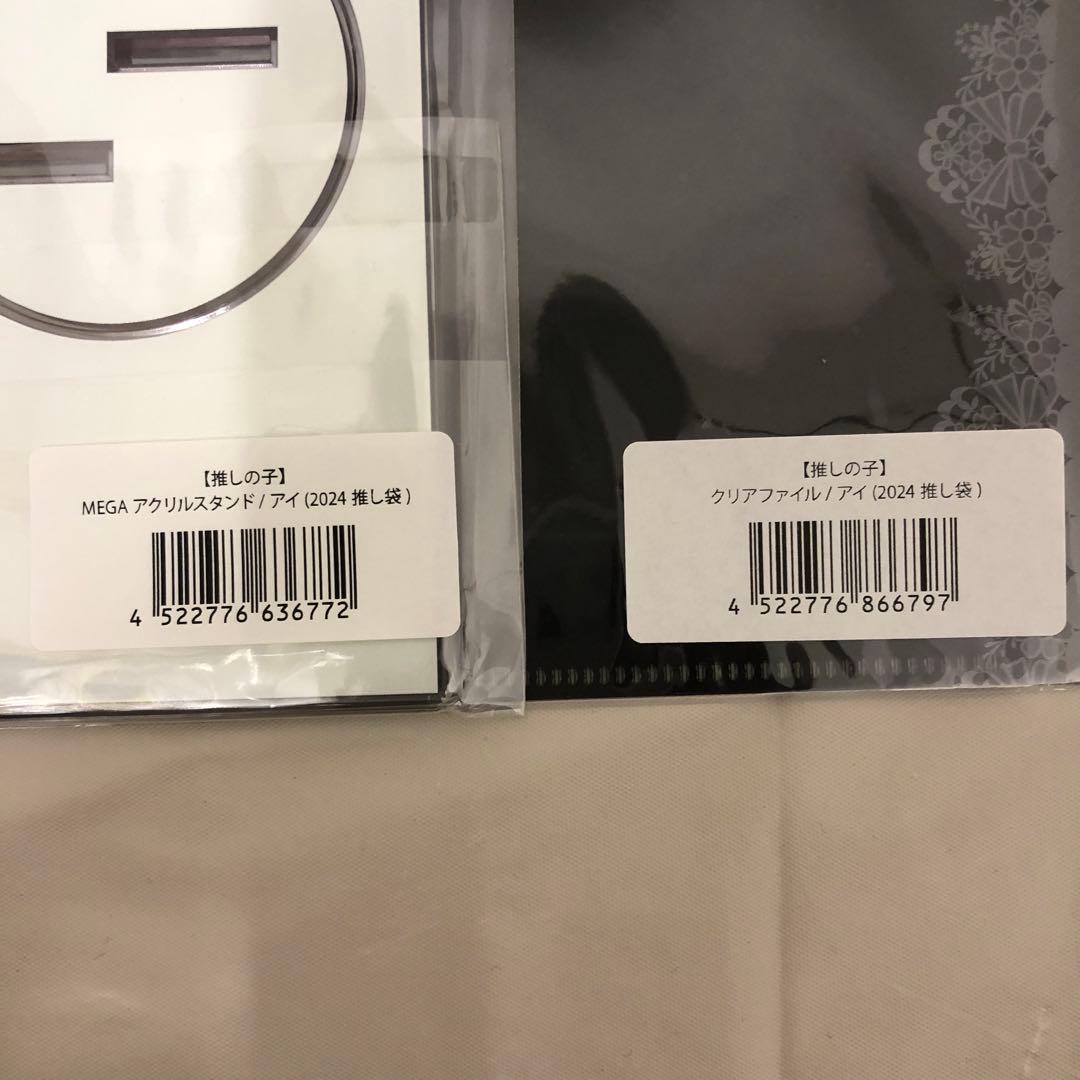 【推しの子】
MEGA アクリルスタンド / アイ (2024 推し袋 )
4 522776 636772
【推しの子】
クリアファイル / アイ (2024 推し袋 )
4 522776 866797